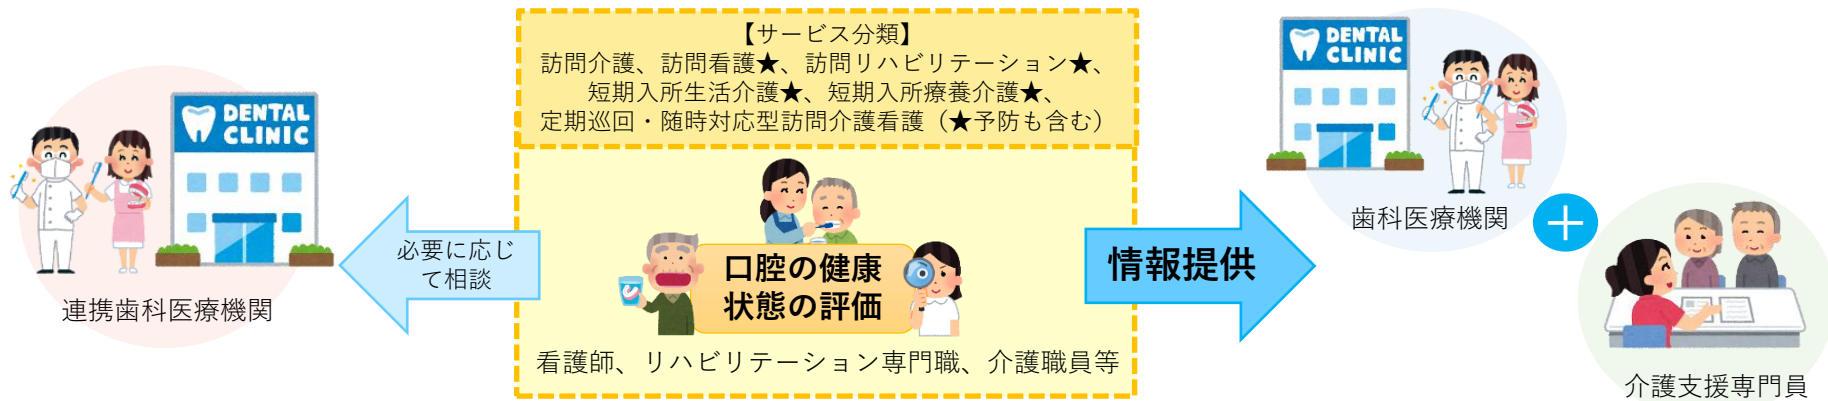 【サービス分類】
訪問介護、訪問看護★、訪問リハビリテーション★、
短期入所生活介護★、短期入所療養介護★、
定期巡回・随時対応型訪問介護看護（★予防も含む）
DENTAL
CLINIC
連携歯科医療機関
必要に応じ
て相談
口腔の健康
状態の評価
看護師、リハビリテーション専門職、介護職員等
情報提供
DENTAL
CLINIC
歯科医療機関
＋
介護支援専門員